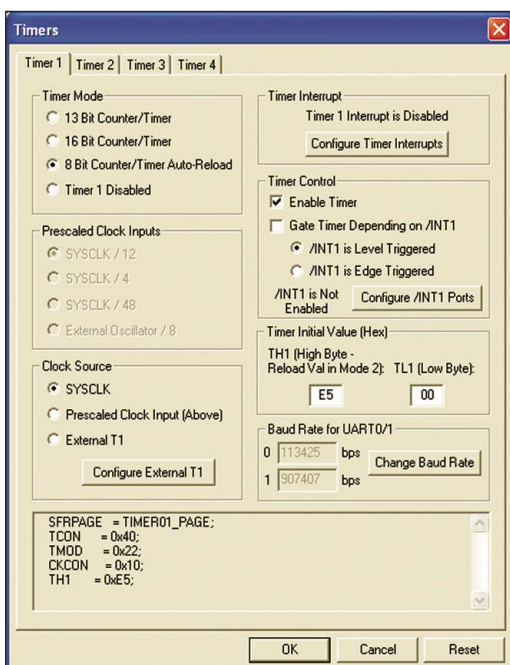 Timers
Timer 1 Timer 2 Timer 3 Timer 4
Timer Mode
13 Bit Counter/Timer
16 Bit Counter/Timer
8 Bit Counter/Timer Auto-Reload
Timer 1 Disabled
Prescaled Clock Inputs
SYSCLK / 12
SYSCLK / 4
SYSCLK / 48
External Oscillator / 8
Clock Source
SYSCLK
Prescaled Clock Input (Above)
External T1
Configure External T1
Timer Interrupt
Timer 1 Interrupt is Disabled
Configure Timer Interrupts
Timer Control
Enable Timer
Gate Timer Depending on /INT1
/INT1 is Level Triggered
/INT1 is Edge Triggered
/INT1 is Not
Enabled
Configure /INT1 Ports
Timer Initial Value (Hex)
TH1 (High Byte -
Reload Val in Mode 2): TL1 (Low Byte):
E5 00
Baud Rate for UART0/1
0 113425 bps
1 907407 bps
Change Baud Rate
SFRPAGE = TIMER01_PAGE;
TCON = 0x40;
TMOD = 0x22;
CKCON = 0x10;
TH1 = 0xE5;
OK Cancel Reset